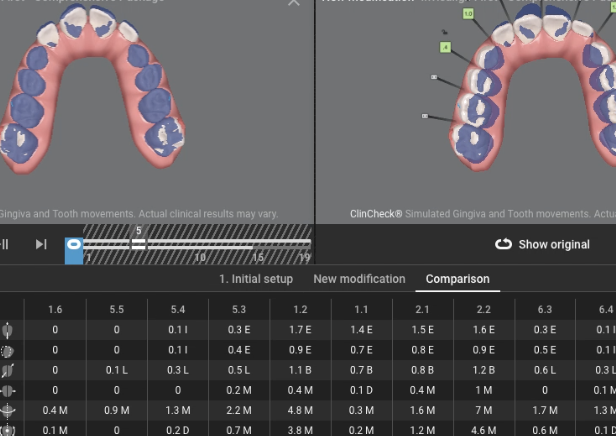 1.0
.4
Gingiva and Tooth movements. Actual clinical results may vary.
ClinCheck® Simulated Gingiva and Tooth movements.
5
1 10 15 19
Show original
1. Initial setup New modification Comparison
1.6 5.5 5.4 5.3 1.2 1.1 2.1 2.2 6.3 6.4
0 0 0.1 I 0.3 E 1.7 E 1.4 E 1.5 E 1.6 E 0.3 E 0.1 I
0 0 0.1 I 0.4 E 0.9 E 0.7 E 0.8 E 0.9 E 0.5 E 0.1 I
0 0.1 L 0.3 L 0.5 L 1.1 B 0.7 B 0.8 B 1.2 B 0.6 L 0.3 L
0 0 0 0.2 M 0.4 M 0.1 D 0.4 M 1 M 0 0.1 M
0.4 M 0.9 M 1.3 M 2.2 M 4.8 M 0.3 M 1.6 M 7 M 1.7 M 1.3 M
0.1 M 0 0.2 D 0.7 M 3.8 M 0.2 M 1.2 M 4.6 M 0.6 M 0.1 D